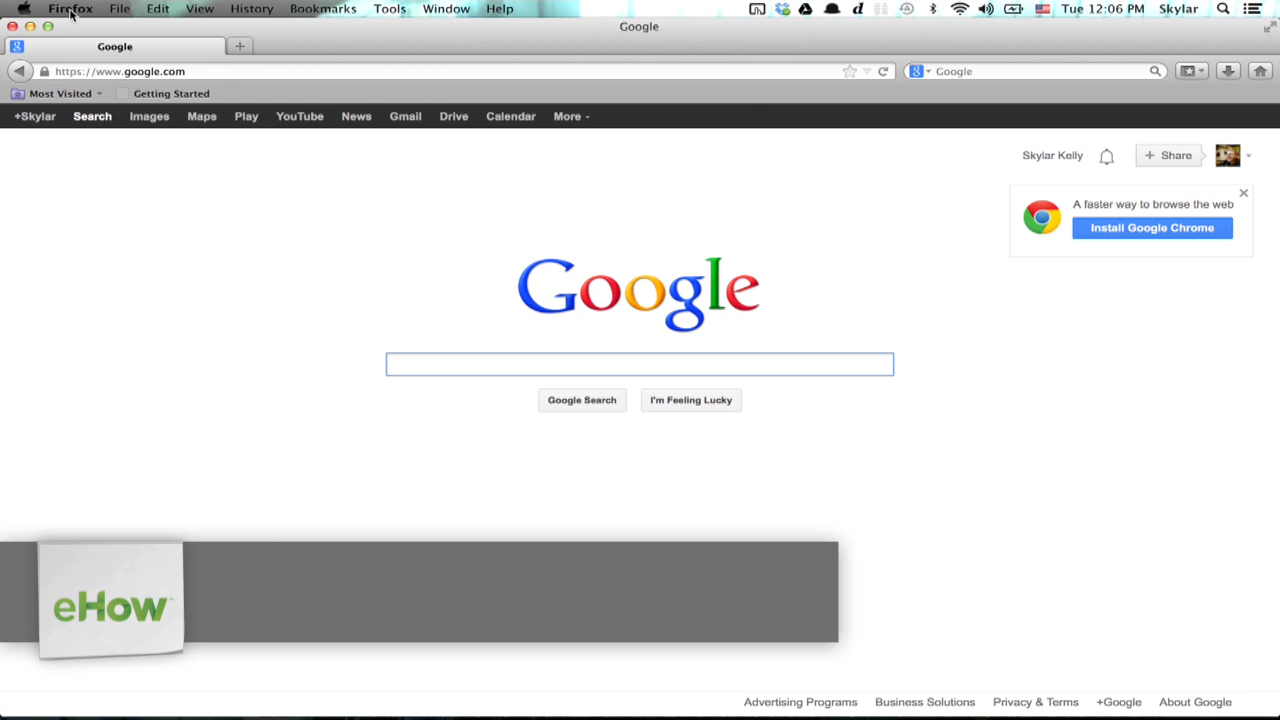 Firefox File Edit View History Bookmarks Tools Window Help Tue 12:06 PM Skylar
Google
Google
https://www.google.com Google
Most Visited Getting Started
+Skylar Search Images Maps Play YouTube News Gmail Drive Calendar More
Skylar Kelly + Share
A faster way to browse the web
Install Google Chrome
Google
Google Search I'm Feeling Lucky
eHow™
Advertising Programs Business Solutions Privacy & Terms +Google About Google